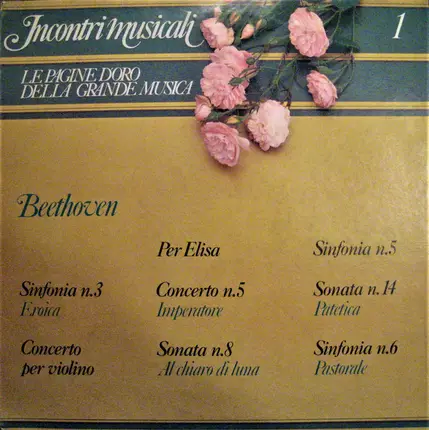 Incontri musicali
1
LE PAGINE D'ORO
DELLA GRANDE MUSICA
Beethoven
Per Elisa
Sinfonia n.5
Sinfonia n.3
Eroica
Concerto n.5
Imperatore
Sonata n.14
Patetica
Concerto
per violino
Sonata n.8
Al chiaro di luna
Sinfonia n.6
Pastorale